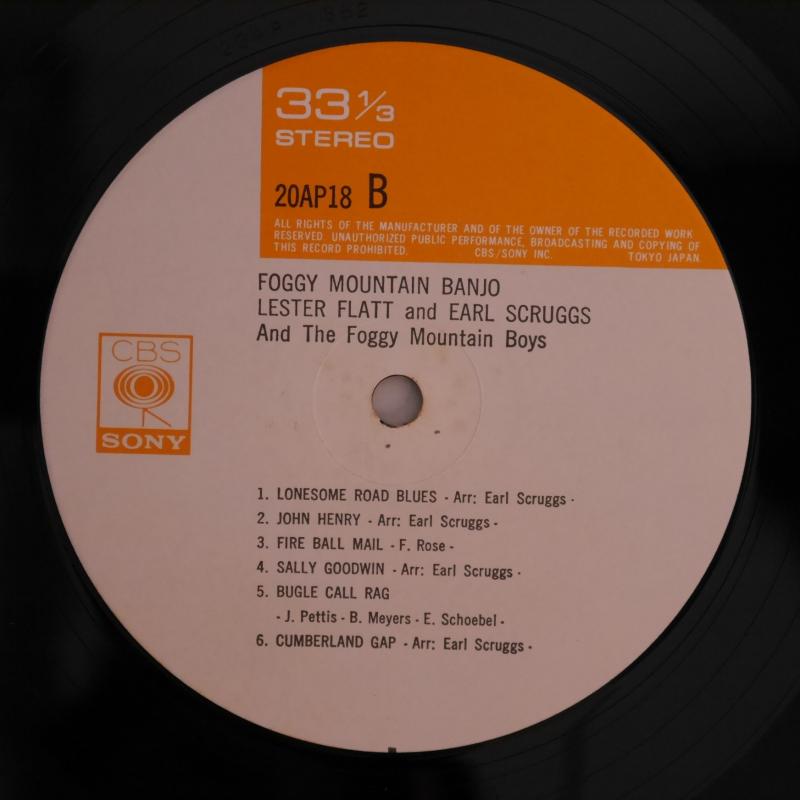 33 1/3
STEREO
20AP18 B
ALL RIGHTS OF THE MANUFACTURER AND OF THE OWNER OF THE RECORDED WORK
RESERVED. UNAUTHORIZED PUBLIC PERFORMANCE, BROADCASTING AND COPYING OF
THIS RECORD PROHIBITED. CBS/SONY INC. TOKYO JAPAN
FOGGY MOUNTAIN BANJO
LESTER FLATT and EARL SCRUGGS
And The Foggy Mountain Boys
CBS
SONY
1. LONESOME ROAD BLUES - Arr: Earl Scruggs -
2. JOHN HENRY - Arr: Earl Scruggs -
3. FIRE BALL MAIL - F. Rose -
4. SALLY GOODWIN - Arr: Earl Scruggs -
5. BUGLE CALL RAG
- J. Pettis - B. Meyers - E. Schoebel -
6. CUMBERLAND GAP - Arr: Earl Scruggs -